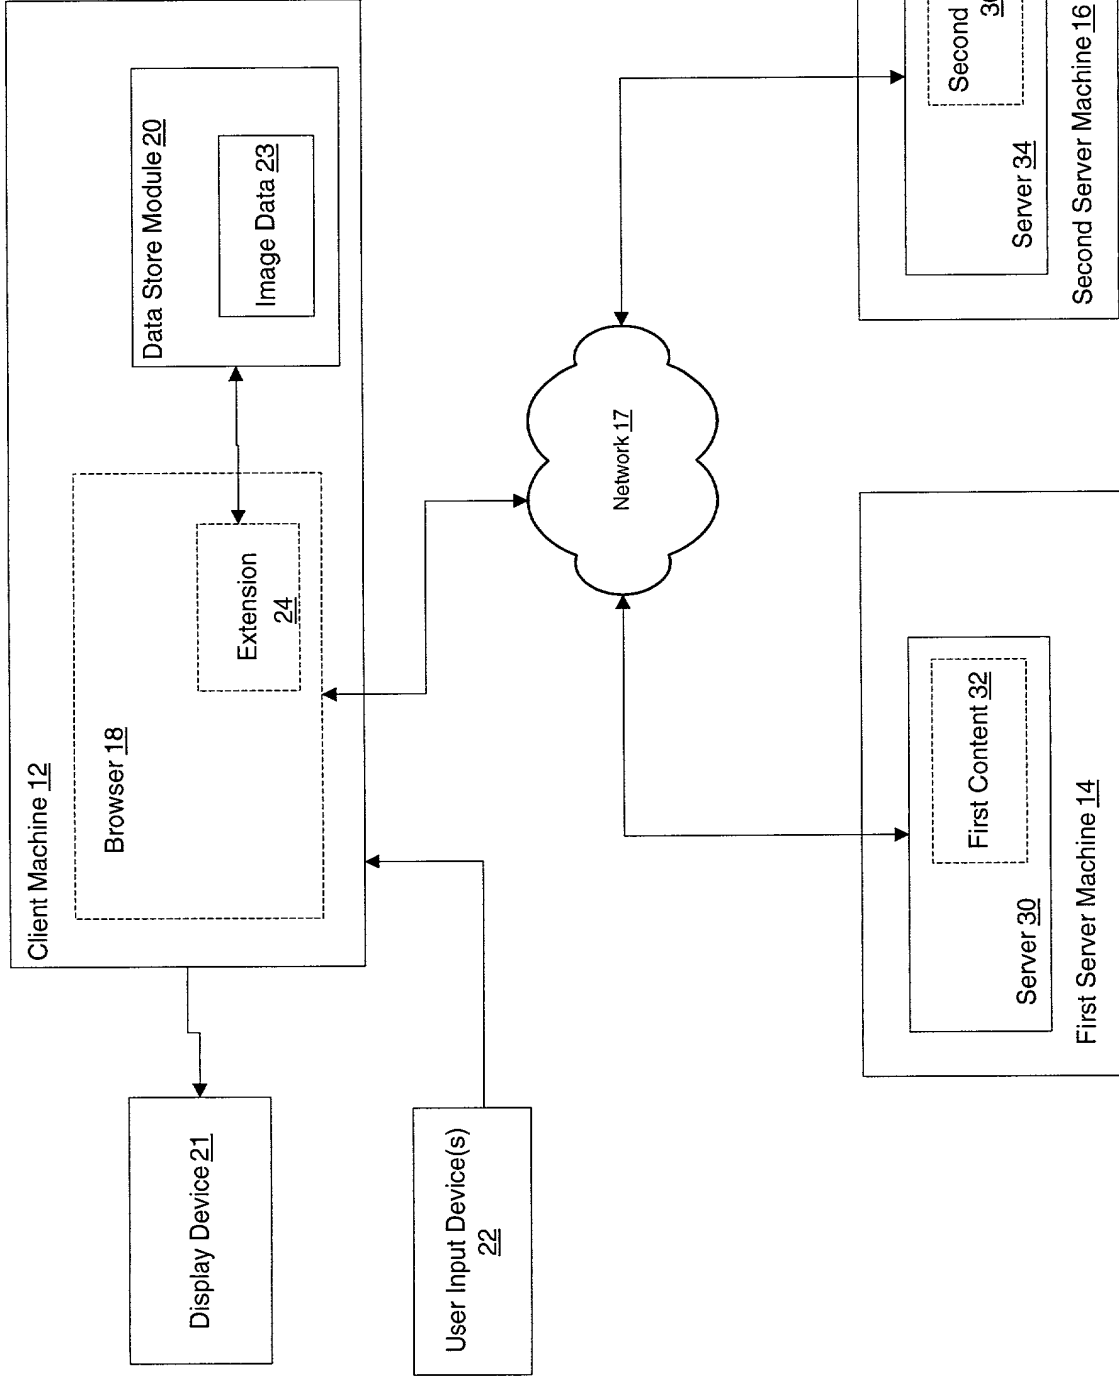 Client Machine 12
Display Device 21
Browser 18
Data Store Module 20
Extension
24
Image Data 23
User Input Device(s)
22
Network 17
First Content 32
Server 30
First Server Machine 14
Second
Server 34
Second Server Machine 16